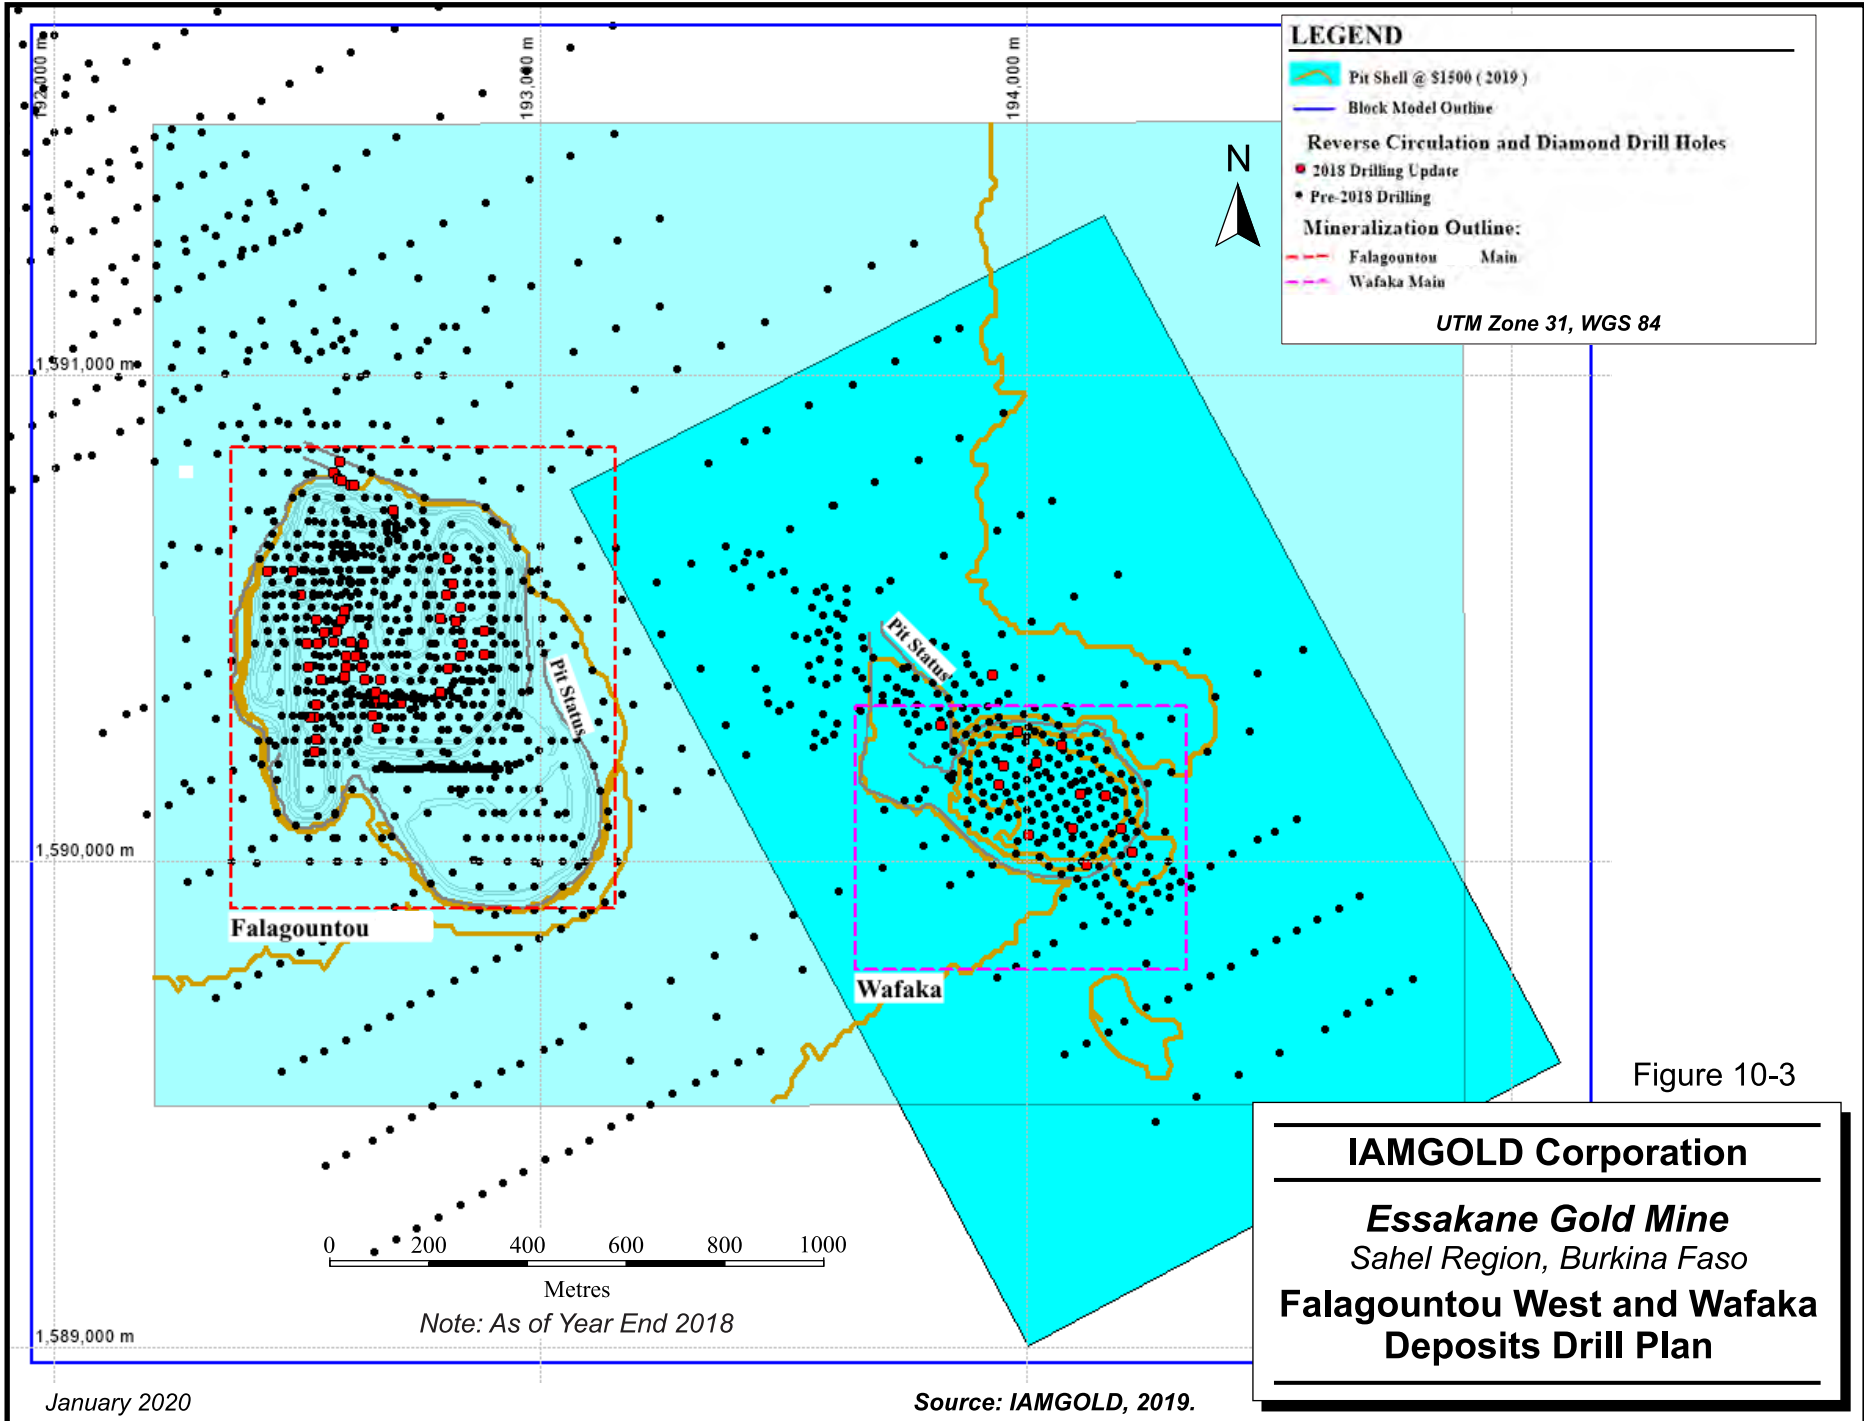 192,000 m
193,000 m
194,000 m
LEGEND
Pit Shell @ $1500 ( 2019 )
Block Model Outline
Reverse Circulation and Diamond Drill Holes
2018 Drilling Update
Pre-2018 Drilling
Mineralization Outline:
Falagountou Main
Wafaka Main
UTM Zone 31, WGS 84
N
1,591,000 m
Pit Status
Pit Status
1,590,000 m
Falagountou
Wafaka
Figure 10-3
0 200 400 600 800 1000
Metres
Note: As of Year End 2018
1,589,000 m
IAMGOLD Corporation
Essakane Gold Mine
Sahel Region, Burkina Faso
Falagountou West and Wafaka
Deposits Drill Plan
January 2020
Source: IAMGOLD, 2019.